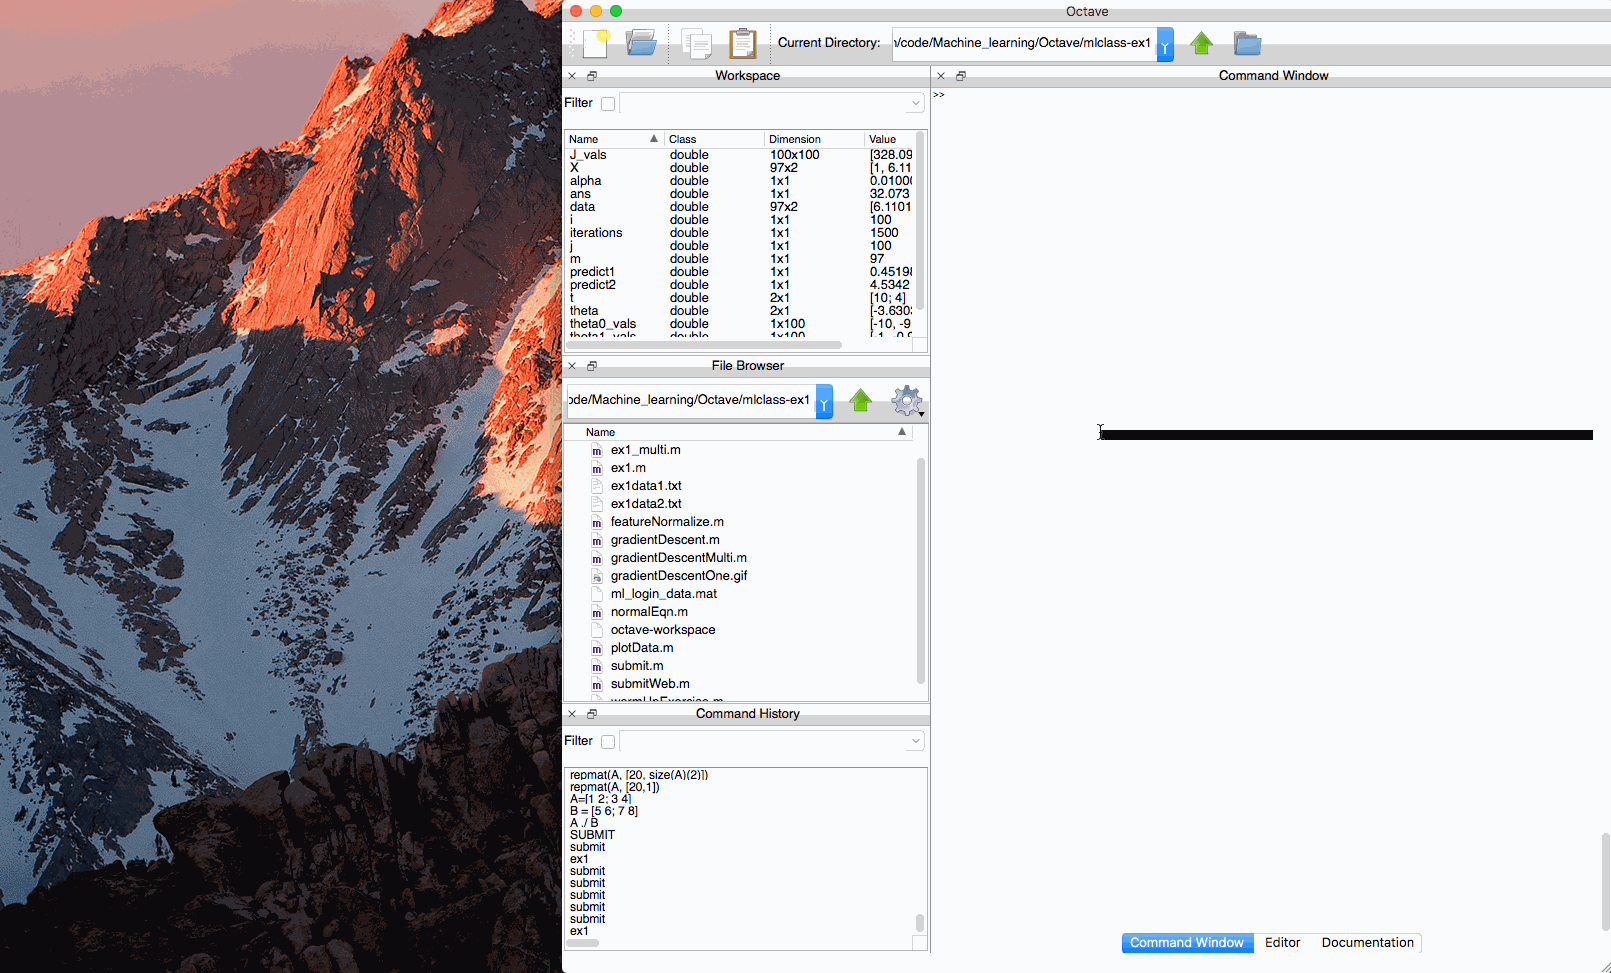 Octave
Current Directory: ı/code/Machine_learning/Octave/mlclass-ex1
Workspace
Filter
Name Class Dimension Value
J_vals double 100x100 [328.09
X double 97x2 [1, 6.11
alpha double 1x1 0.0100
ans double 1x1 32.073
data double 97x2 [6.1101
i double 1x1 100
iterations double 1x1 1500
j double 1x1 100
m double 1x1 97
predict1 double 1x1 0.4519
predict2 double 1x1 4.5342
t double 2x1 [10; 4]
theta double 2x1 [-3.630
theta0_vals double 1x100 [-10, -9
theta1_vals double 1x100 [-1, -0.9
File Browser
ode/Machine_learning/Octave/mlclass-ex1
Name
ex1_multi.m
ex1.m
ex1data1.txt
ex1data2.txt
featureNormalize.m
gradientDescent.m
gradientDescentMulti.m
gradientDescentOne.gif
ml_login_data.mat
normalEqn.m
octave-workspace
plotData.m
submit.m
submitWeb.m
warmUpExercise.m
Command History
Filter
repmat(A, [20, size(A)(2)])
repmat(A, [20,1])
A=[1 2; 3 4]
B = [5 6; 7 8]
A ./ B
SUBMIT
submit
ex1
submit
submit
submit
submit
submit
ex1
Command Window
>>
Command Window Editor Documentation